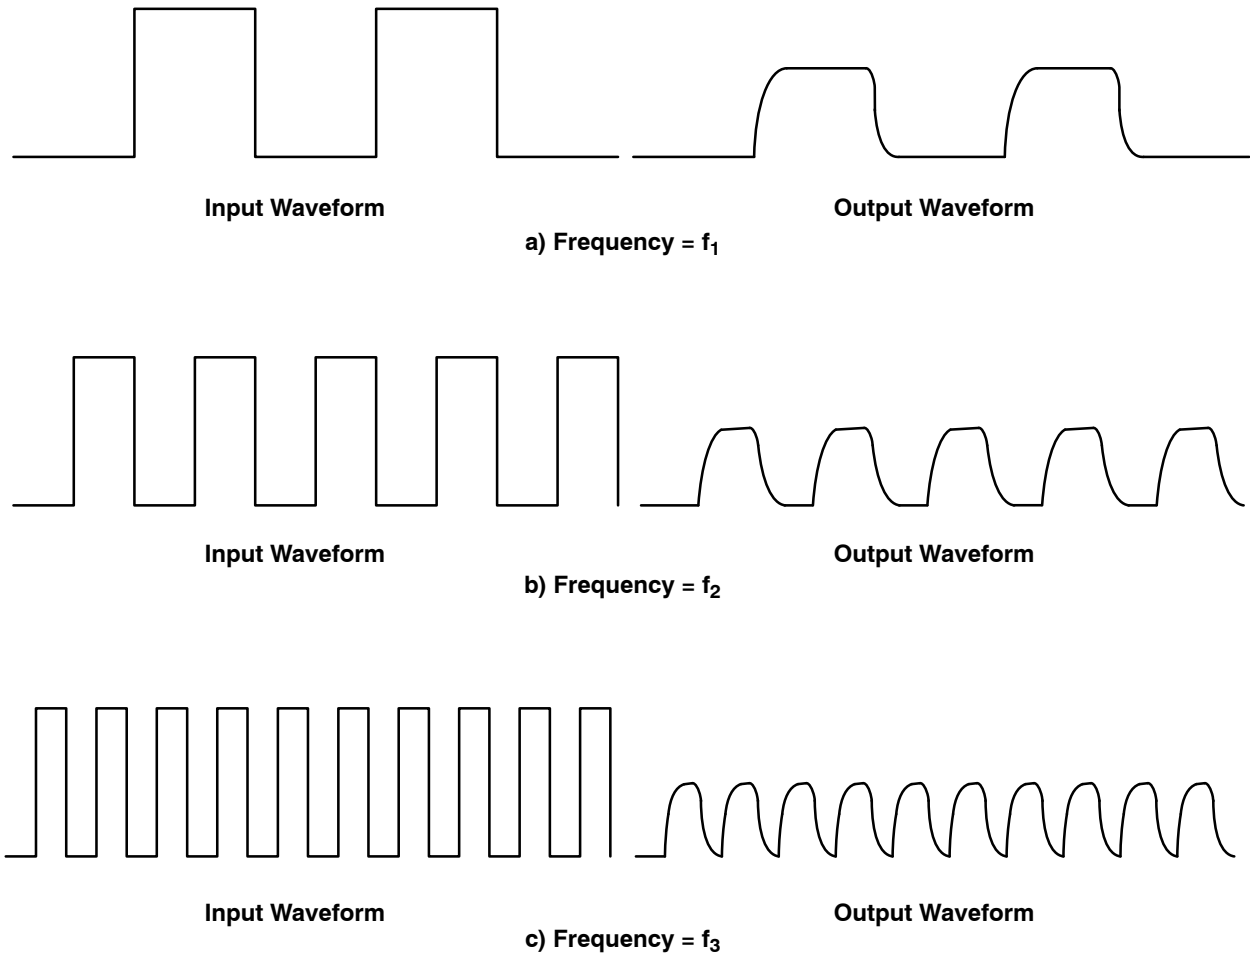 Input Waveform
Output Waveform
a) Frequency = f1
Input Waveform
Output Waveform
b) Frequency = f2
Input Waveform
Output Waveform
c) Frequency = f3